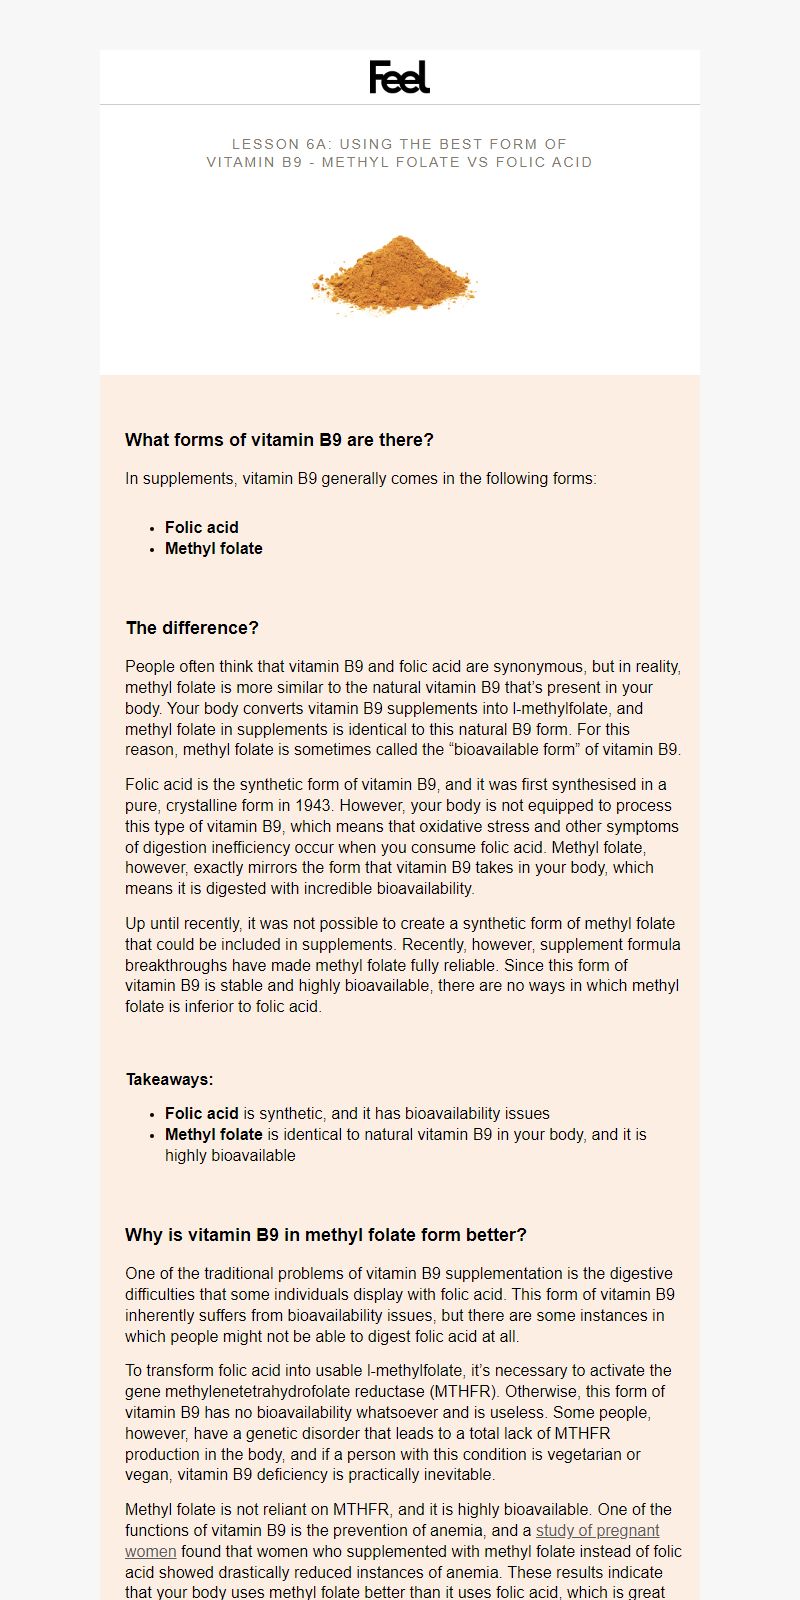 Feel
LESSON 6A: USING THE BEST FORM OF
VITAMIN B9 - METHYL FOLATE VS FOLIC ACID
What forms of vitamin B9 are there?
In supplements, vitamin B9 generally comes in the following forms:
• Folic acid
• Methyl folate
The difference?
People often think that vitamin B9 and folic acid are synonymous, but in reality,
methyl folate is more similar to the natural vitamin B9 that’s present in your
body. Your body converts vitamin B9 supplements into l-methylfolate, and
methyl folate in supplements is identical to this natural B9 form. For this
reason, methyl folate is sometimes called the “bioavailable form” of vitamin B9.
Folic acid is the synthetic form of vitamin B9, and it was first synthesised in a
pure, crystalline form in 1943. However, your body is not equipped to process
this type of vitamin B9, which means that oxidative stress and other symptoms
of digestion inefficiency occur when you consume folic acid. Methyl folate,
however, exactly mirrors the form that vitamin B9 takes in your body, which
means it is digested with incredible bioavailability.
Up until recently, it was not possible to create a synthetic form of methyl folate
that could be included in supplements. Recently, however, supplement formula
breakthroughs have made methyl folate fully reliable. Since this form of
vitamin B9 is stable and highly bioavailable, there are no ways in which methyl
folate is inferior to folic acid.
Takeaways:
• Folic acid is synthetic, and it has bioavailability issues
• Methyl folate is identical to natural vitamin B9 in your body, and it is
highly bioavailable
Why is vitamin B9 in methyl folate form better?
One of the traditional problems of vitamin B9 supplementation is the digestive
difficulties that some individuals display with folic acid. This form of vitamin B9
inherently suffers from bioavailability issues, but there are some instances in
which people might not be able to digest folic acid at all.
To transform folic acid into usable l-methylfolate, it’s necessary to activate the
gene methylenetetrahydrofolate reductase (MTHFR). Otherwise, this form of
vitamin B9 has no bioavailability whatsoever and is useless. Some people,
however, have a genetic disorder that leads to a total lack of MTHFR
production in the body, and if a person with this condition is vegetarian or
vegan, vitamin B9 deficiency is practically inevitable.
Methyl folate is not reliant on MTHFR, and it is highly bioavailable. One of the
functions of vitamin B9 is the prevention of anemia, and a study of pregnant
women found that women who supplemented with methyl folate instead of folic
acid showed drastically reduced instances of anemia. These results indicate
that your body uses methyl folate better than it uses folic acid, which is great